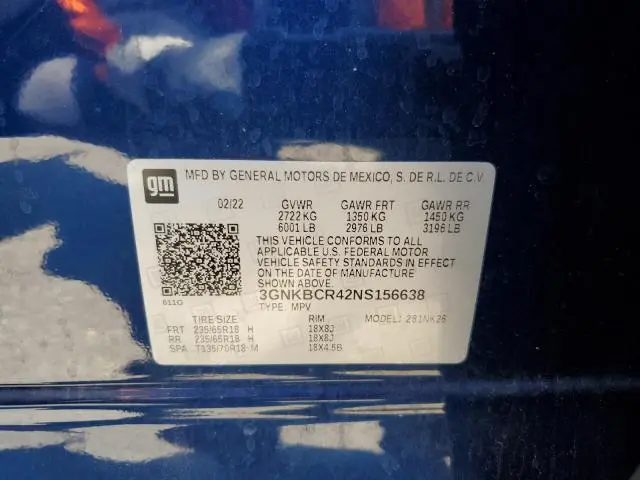 gm MFD BY GENERAL MOTORS DE MEXICO, S. DE R.L. DE C.V.
02/22 GVWR GAWR FRT GAWR RR
2722 KG 1350 KG 1450 KG
6001 LB 2976 LB 3196 LB
THIS VEHICLE CONFORMS TO ALL
APPLICABLE U.S. FEDERAL MOTOR
VEHICLE SAFETY STANDARDS IN EFFECT
ON THE DATE OF MANUFACTURE
SHOWN ABOVE.
3GNKBCR42NS156638
611G TYPE: MPV
TIRE SIZE RIM MODEL: 281NK26
FRT 235/65R18 H 18X8J
RR 235/65R18 H 18X8J
SPA T135/70R18 M 18X4.5B